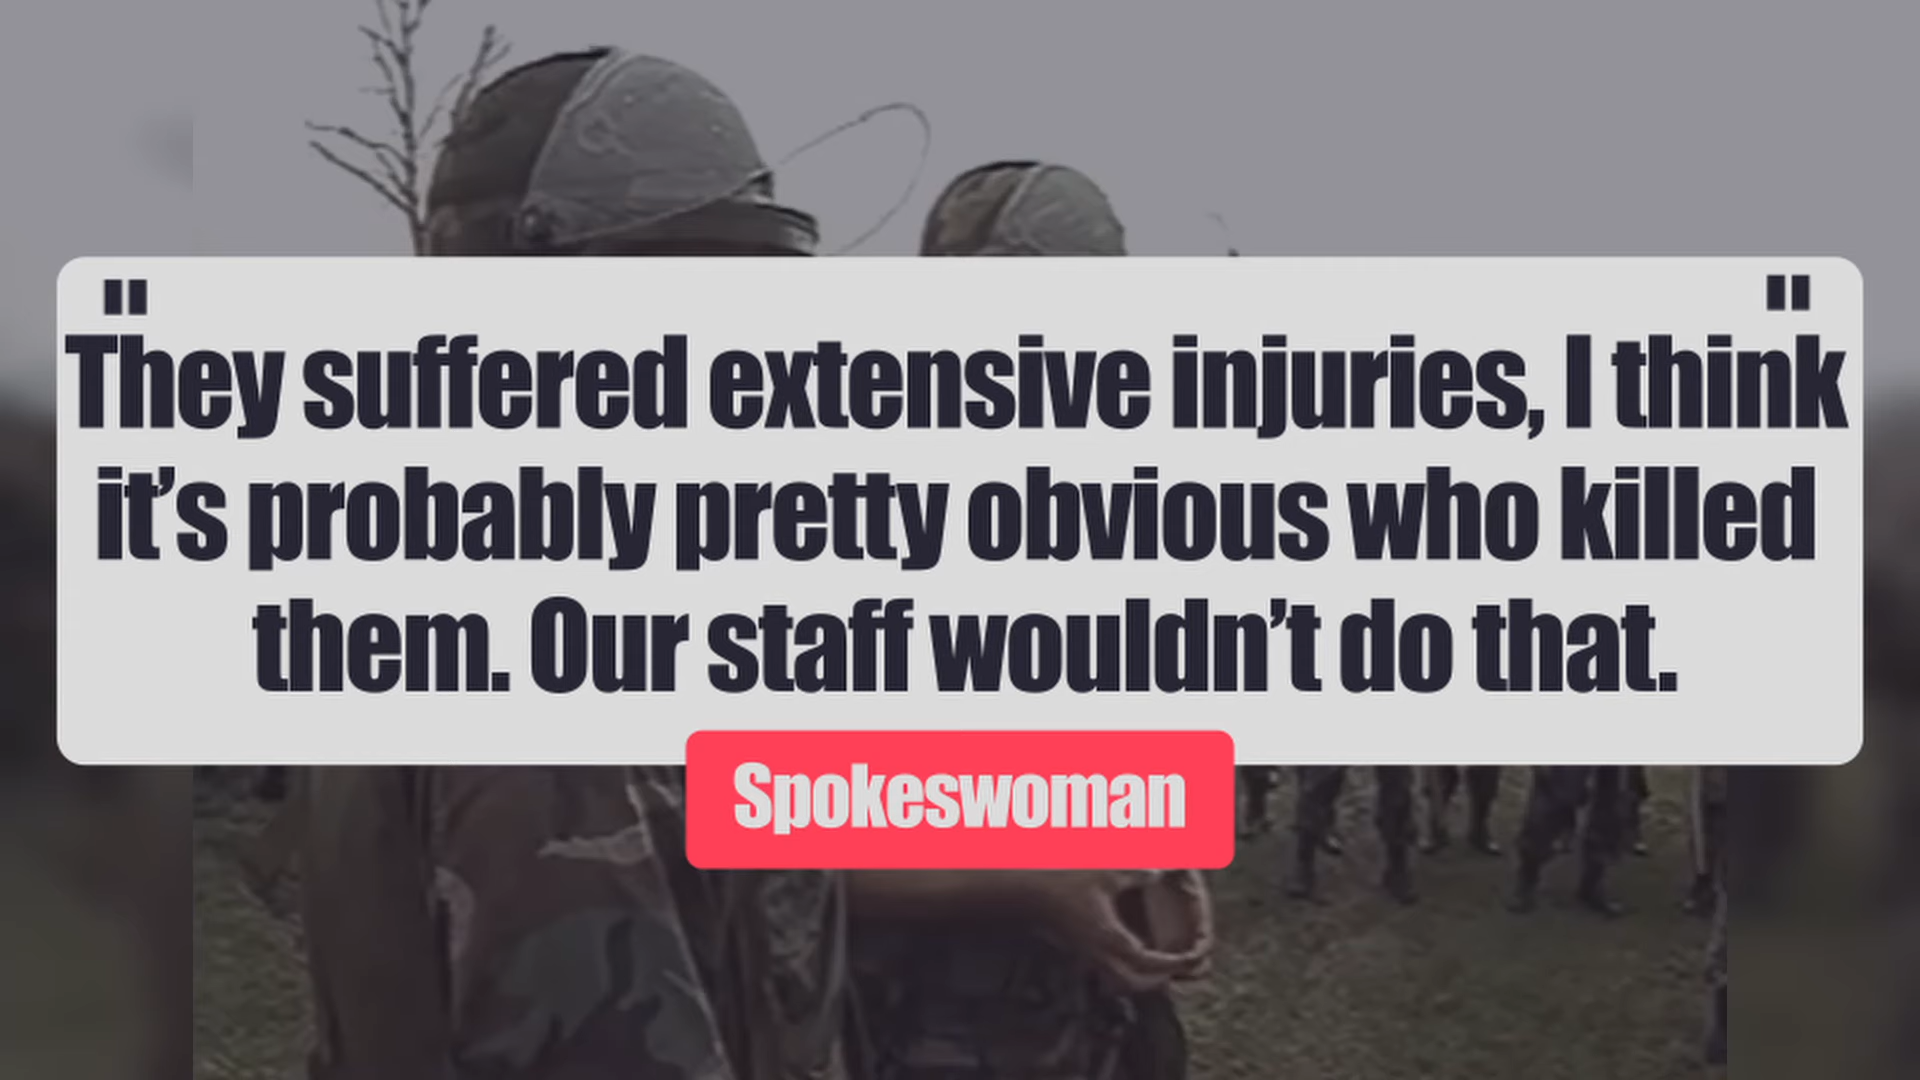 "They suffered extensive injuries, I think
it’s probably pretty obvious who killed
them. Our staff wouldn’t do that."
Spokeswoman